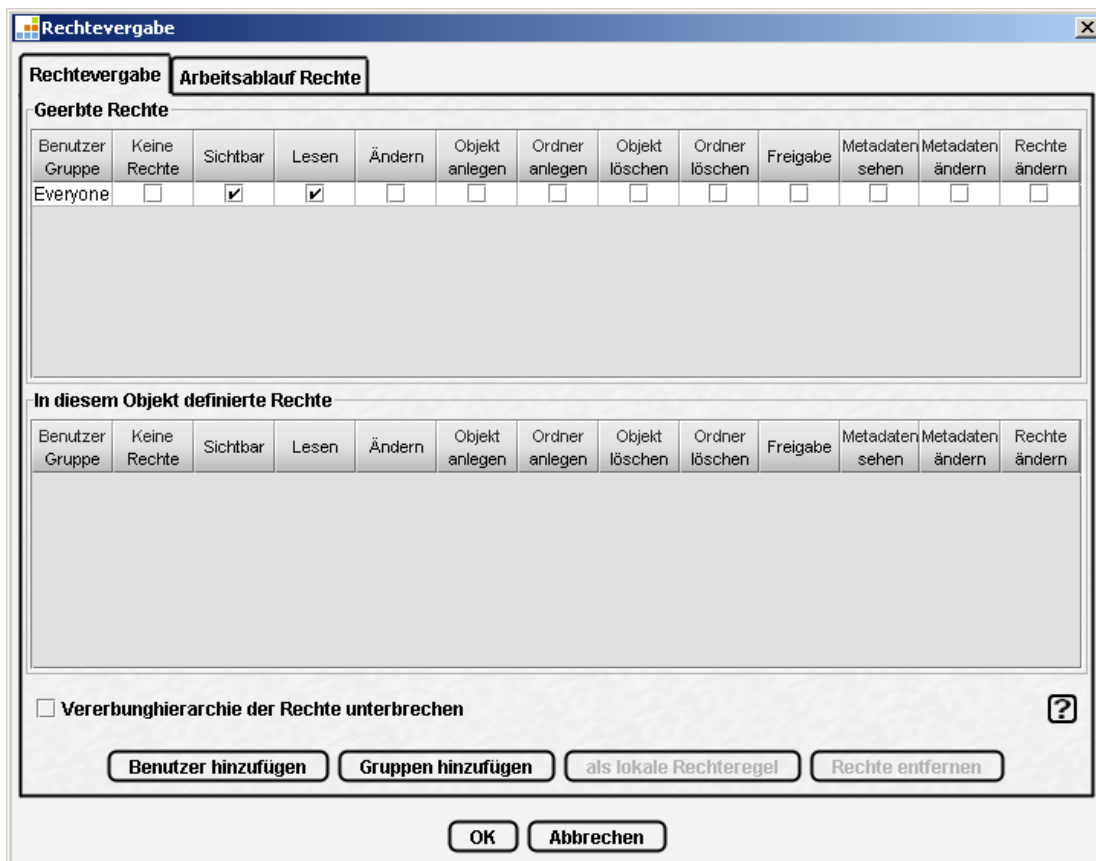 Rechtevergabe
Rechtevergabe Arbeitsablauf Rechte
Geerbte Rechte
Benutzer Gruppe Keine Rechte Sichtbar Lesen Ändern Objekt anlegen Ordner anlegen Objekt löschen Ordner löschen Freigabe Metadaten sehen Metadaten ändern Rechte ändern
Everyone
In diesem Objekt definierte Rechte
Benutzer Gruppe Keine Rechte Sichtbar Lesen Ändern Objekt anlegen Ordner anlegen Objekt löschen Ordner löschen Freigabe Metadaten sehen Metadaten ändern Rechte ändern
Vererbunghierarchie der Rechte unterbrechen ?
Benutzer hinzufügen Gruppen hinzufügen als lokale Rechteregel Rechte entfernen
OK Abbrechen